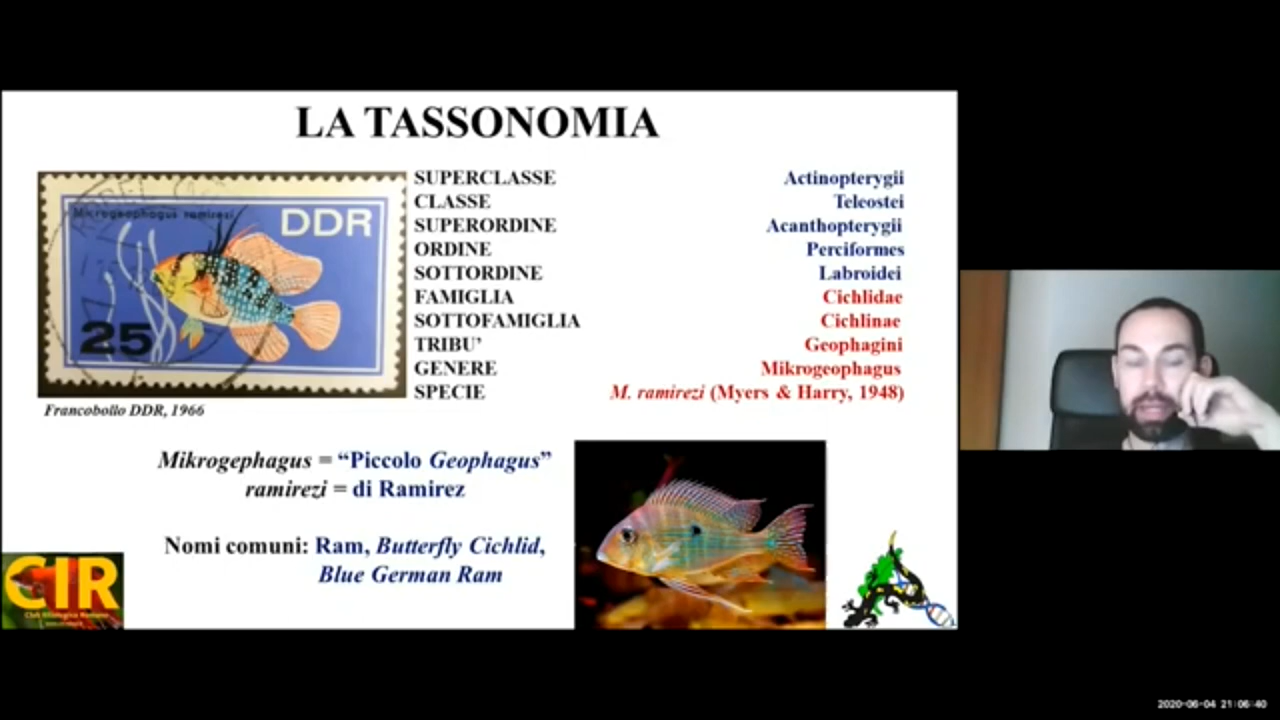 LA TASSONOMIA
Microgeophagus ramirezi
DDR
25
Francobollo DDR, 1966
SUPERCLASSE Actinopterygii
CLASSE Teleostei
SUPERORDINE Acanthopterygii
ORDINE Perciformes
SOTTORDINE Labroidei
FAMIGLIA Cichlidae
SOTTOFAMIGLIA Cichlinae
TRIBU' Geophagini
GENERE Mikrogeophagus
SPECIE M. ramirezi (Myers & Harry, 1948)
Mikrogephagus = “Piccolo Geophagus”
ramirezi = di Ramirez
Nomi comuni: Ram, Butterfly Cichlid,
Blue German Ram
CIR
2020-06-04 21:06:40